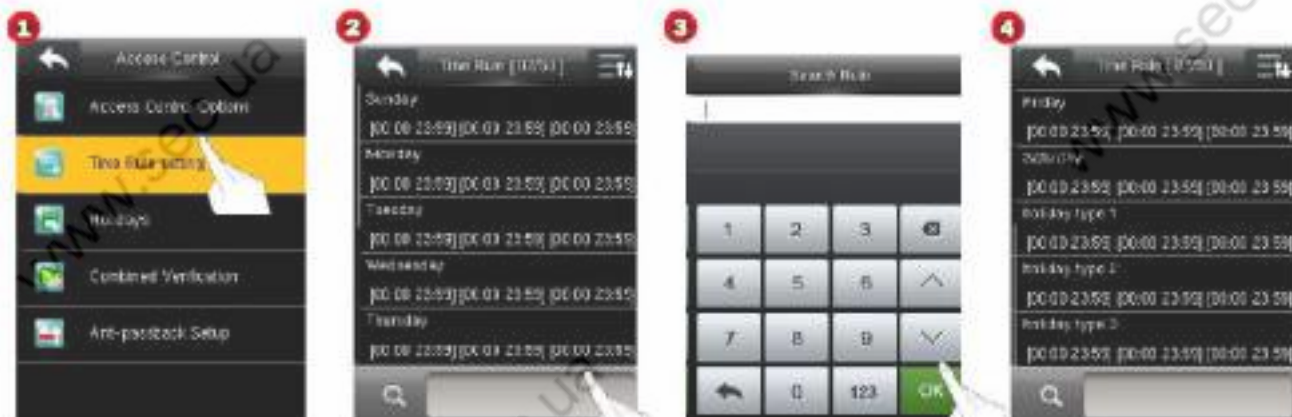 1
Access Control
Access Control Options
Time Rule setting
Holidays
Combined Verification
Anti-passback Setup
2
Time Rule
Sunday
[00:00 23:59] [00:00 23:59] [00:00 23:59]
Monday
[00:00 23:59] [00:00 23:59] [00:00 23:59]
Tuesday
[00:00 23:59] [00:00 23:59] [00:00 23:59]
Wednesday
[00:00 23:59] [00:00 23:59] [00:00 23:59]
Thursday
[00:00 23:59] [00:00 23:59] [00:00 23:59]
3
Search Rule
1 2 3
4 5 6
7 8 9
0 123 OK
4
Time Rule
Friday
[00:00 23:59] [00:00 23:59] [00:00 23:59]
Saturday
[00:00 23:59] [00:00 23:59] [00:00 23:59]
Holiday type 1
[00:00 23:59] [00:00 23:59] [00:00 23:59]
Holiday type 2
[00:00 23:59] [00:00 23:59] [00:00 23:59]
Holiday type 3
[00:00 23:59] [00:00 23:59] [00:00 23:59]
www.sec.ua